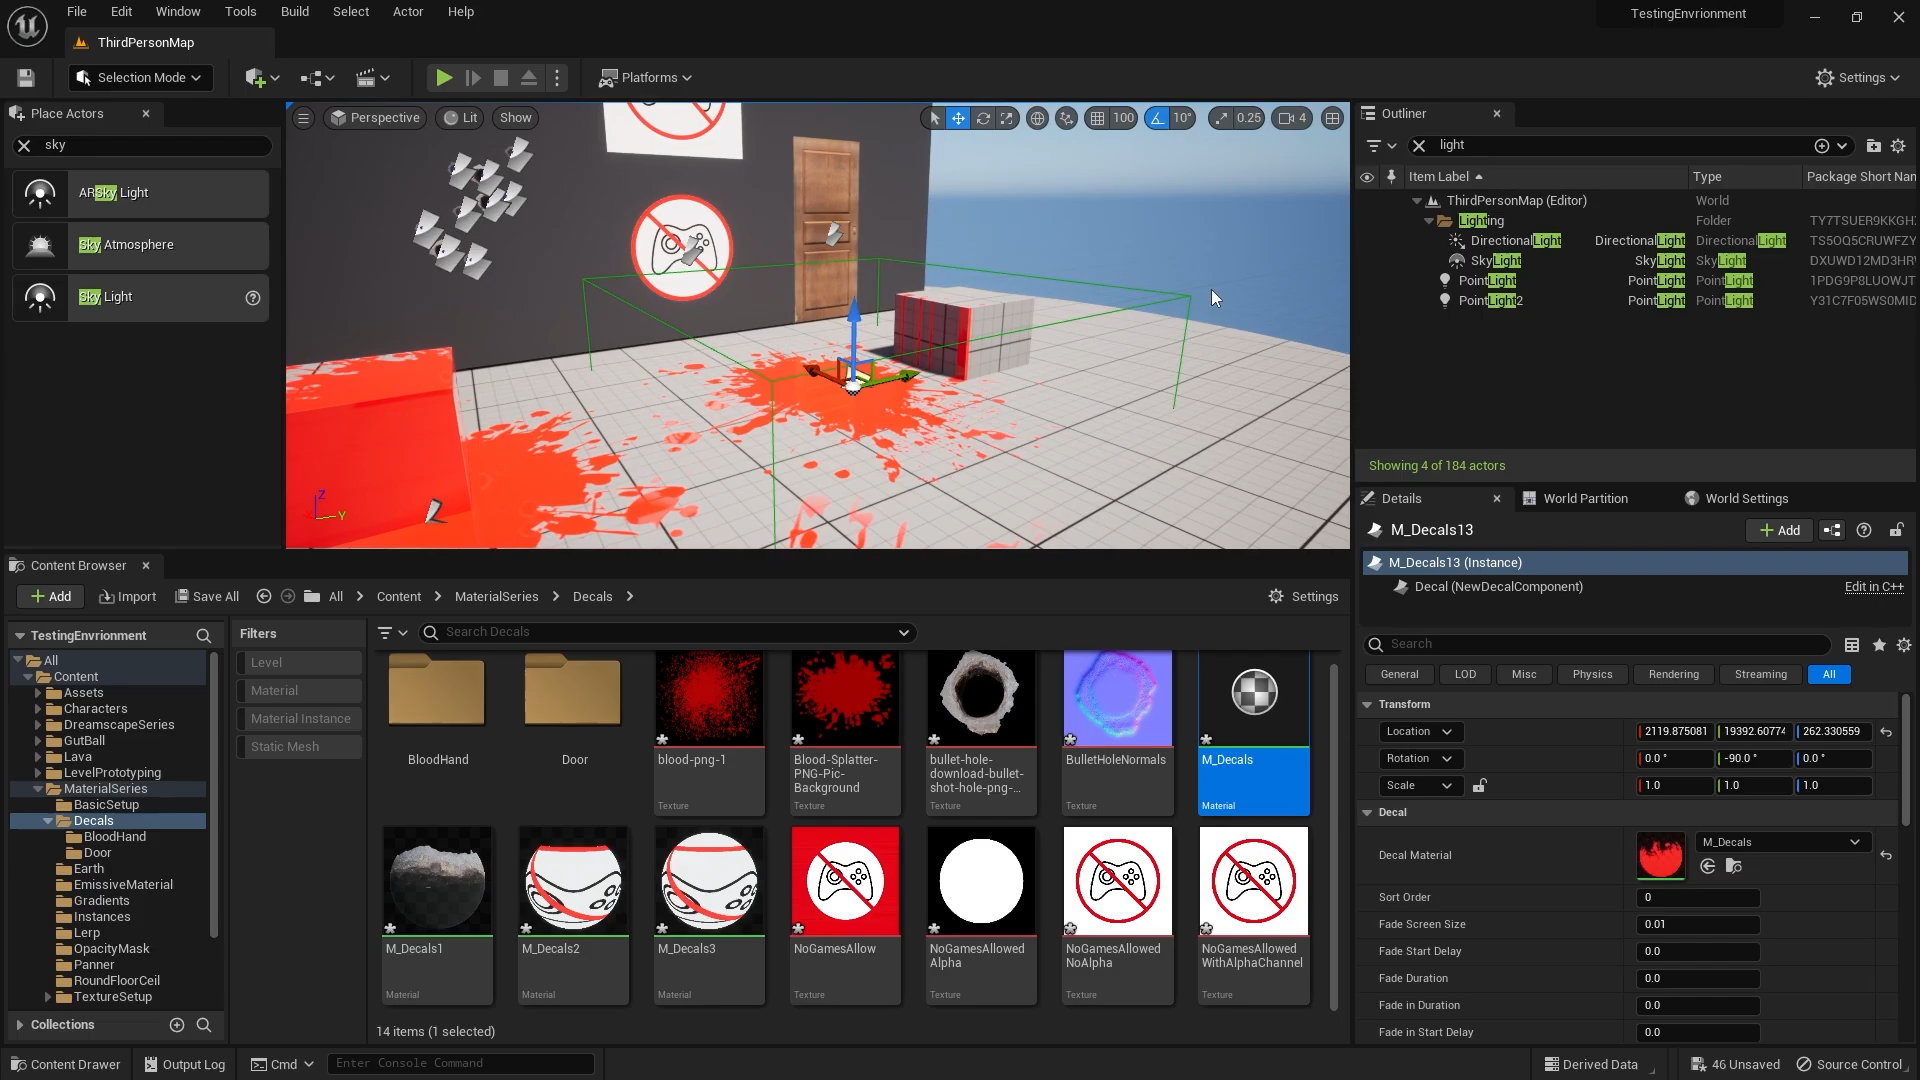 File Edit Window Tools Build Select Actor Help
TestingEnvrionment
ThirdPersonMap
Selection Mode
Platforms
Settings
Place Actors
sky
ARSky Light
Sky Atmosphere
Sky Light
Perspective Lit Show
100 10° 0.25 4
Z
Y
Outliner
light
Item Label Type Package Short Nam
ThirdPersonMap (Editor) World
Lighting Folder TY7TSUER9KKGH
DirectionalLight DirectionalLight DirectionalLight TS5OQ5CRUWFZY
SkyLight SkyLight SkyLight DXUWD12MD3HR
PointLight PointLight PointLight 1PDG9P8LUOWJT
PointLight2 PointLight PointLight Y31C7F05WS0MID
Showing 4 of 184 actors
Details World Partition World Settings
M_Decals13
Add
M_Decals13 (Instance)
Decal (NewDecalComponent) Edit in C++
Search
General LOD Misc Physics Rendering Streaming All
Transform
Location 2119.875081 19392.60774 262.330559
Rotation 0.0 ° -90.0 ° 0.0 °
Scale 1.0 1.0 1.0
Decal
Decal Material M_Decals
Sort Order 0
Fade Screen Size 0.01
Fade Start Delay 0.0
Fade Duration 0.0
Fade in Duration 0.0
Fade in Start Delay 0.0
Content Browser
Add Import Save All All Content MaterialSeries Decals Settings
TestingEnvrionment
All
Content
Assets
Characters
DreamscapeSeries
GutBall
Lava
LevelPrototyping
MaterialSeries
BasicSetup
Decals
BloodHand
Door
Earth
EmissiveMaterial
Gradients
Instances
Lerp
OpacityMask
Panner
RoundFloorCeil
TextureSetup
Collections
Filters
Level
Material
Material Instance
Static Mesh
Search Decals
BloodHand
Door
blood-png-1
Texture
Blood-Splatter-
PNG-Pic-
Background
Texture
bullet-hole-
download-bullet-
shot-hole-png-...
Texture
BulletHoleNormals
Texture
M_Decals
Material
M_Decals1
Material
M_Decals2
Material
M_Decals3
Material
NoGamesAllow
Texture
NoGamesAllowed
Alpha
Texture
NoGamesAllowed
NoAlpha
Texture
NoGamesAllowed
WithAlphaChannel
Texture
14 items (1 selected)
Content Drawer Output Log Cmd Enter Console Command
Derived Data 46 Unsaved Source Control